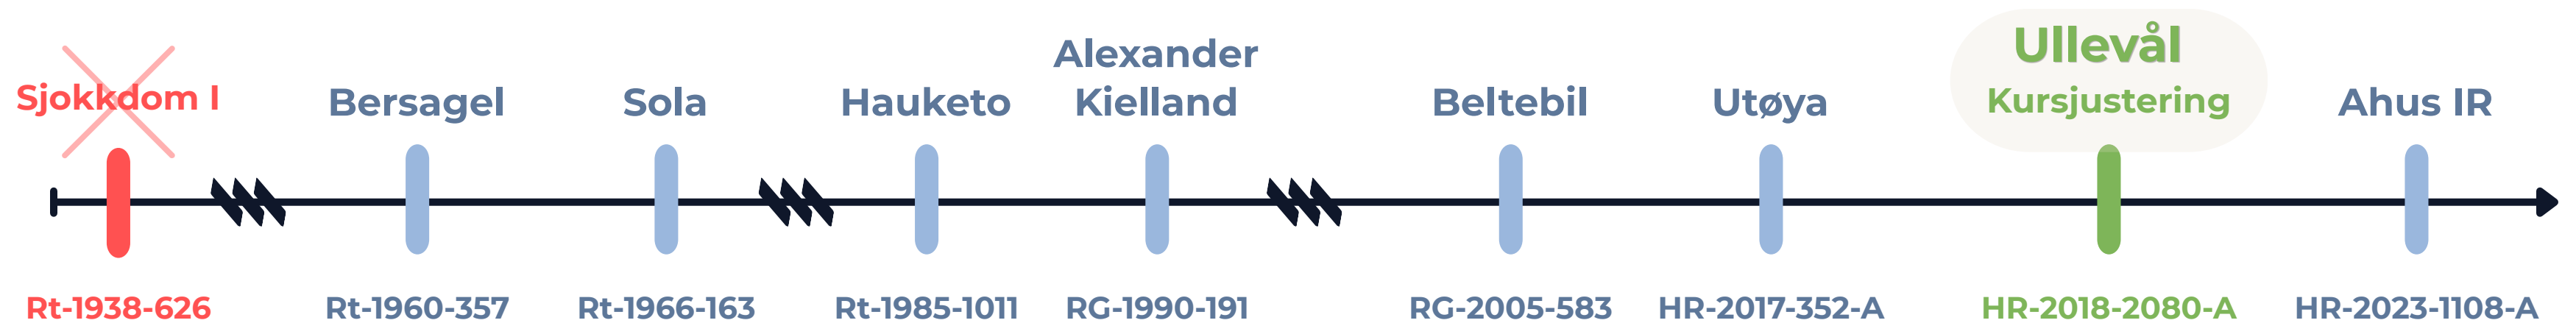 Sjokkdom I
Bersagel
Sola
Hauketo
Alexander
Kielland
Beltebil
Utøya
Ullevål
Kursjustering
Ahus IR
Rt-1938-626
Rt-1960-357
Rt-1966-163
Rt-1985-1011
RG-1990-191
RG-2005-583
HR-2017-352-A
HR-2018-2080-A
HR-2023-1108-A